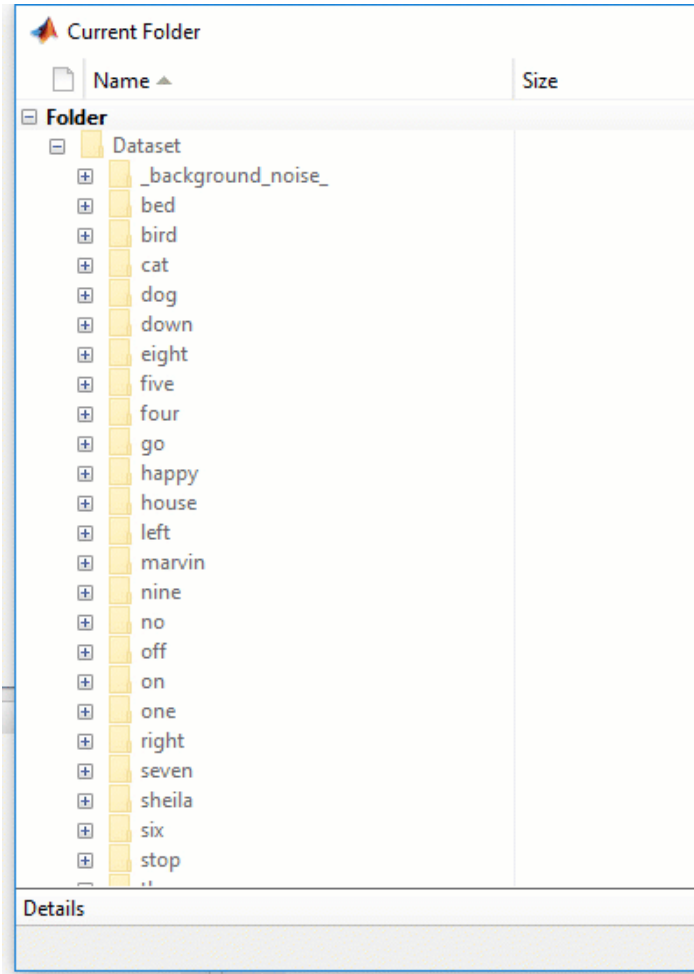 Current Folder
Name Size
Folder
Dataset
_background_noise_
bed
bird
cat
dog
down
eight
five
four
go
happy
house
left
marvin
nine
no
off
on
one
right
seven
sheila
six
stop
Details